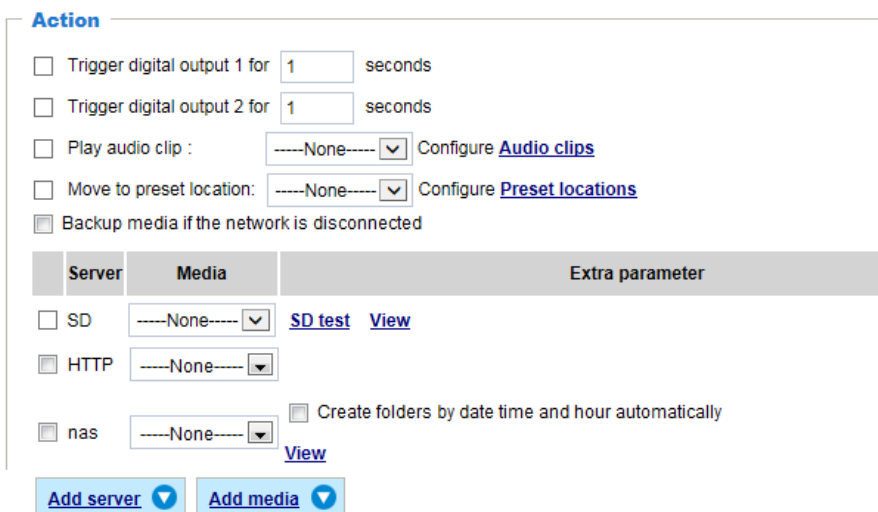 Action
Trigger digital output 1 for 1 seconds
Trigger digital output 2 for 1 seconds
Play audio clip : -----None----- Configure Audio clips
Move to preset location: -----None----- Configure Preset locations
Backup media if the network is disconnected
Server Media Extra parameter
SD -----None----- SD test View
HTTP -----None-----
Create folders by date time and hour automatically
nas -----None-----
View
Add server Add media